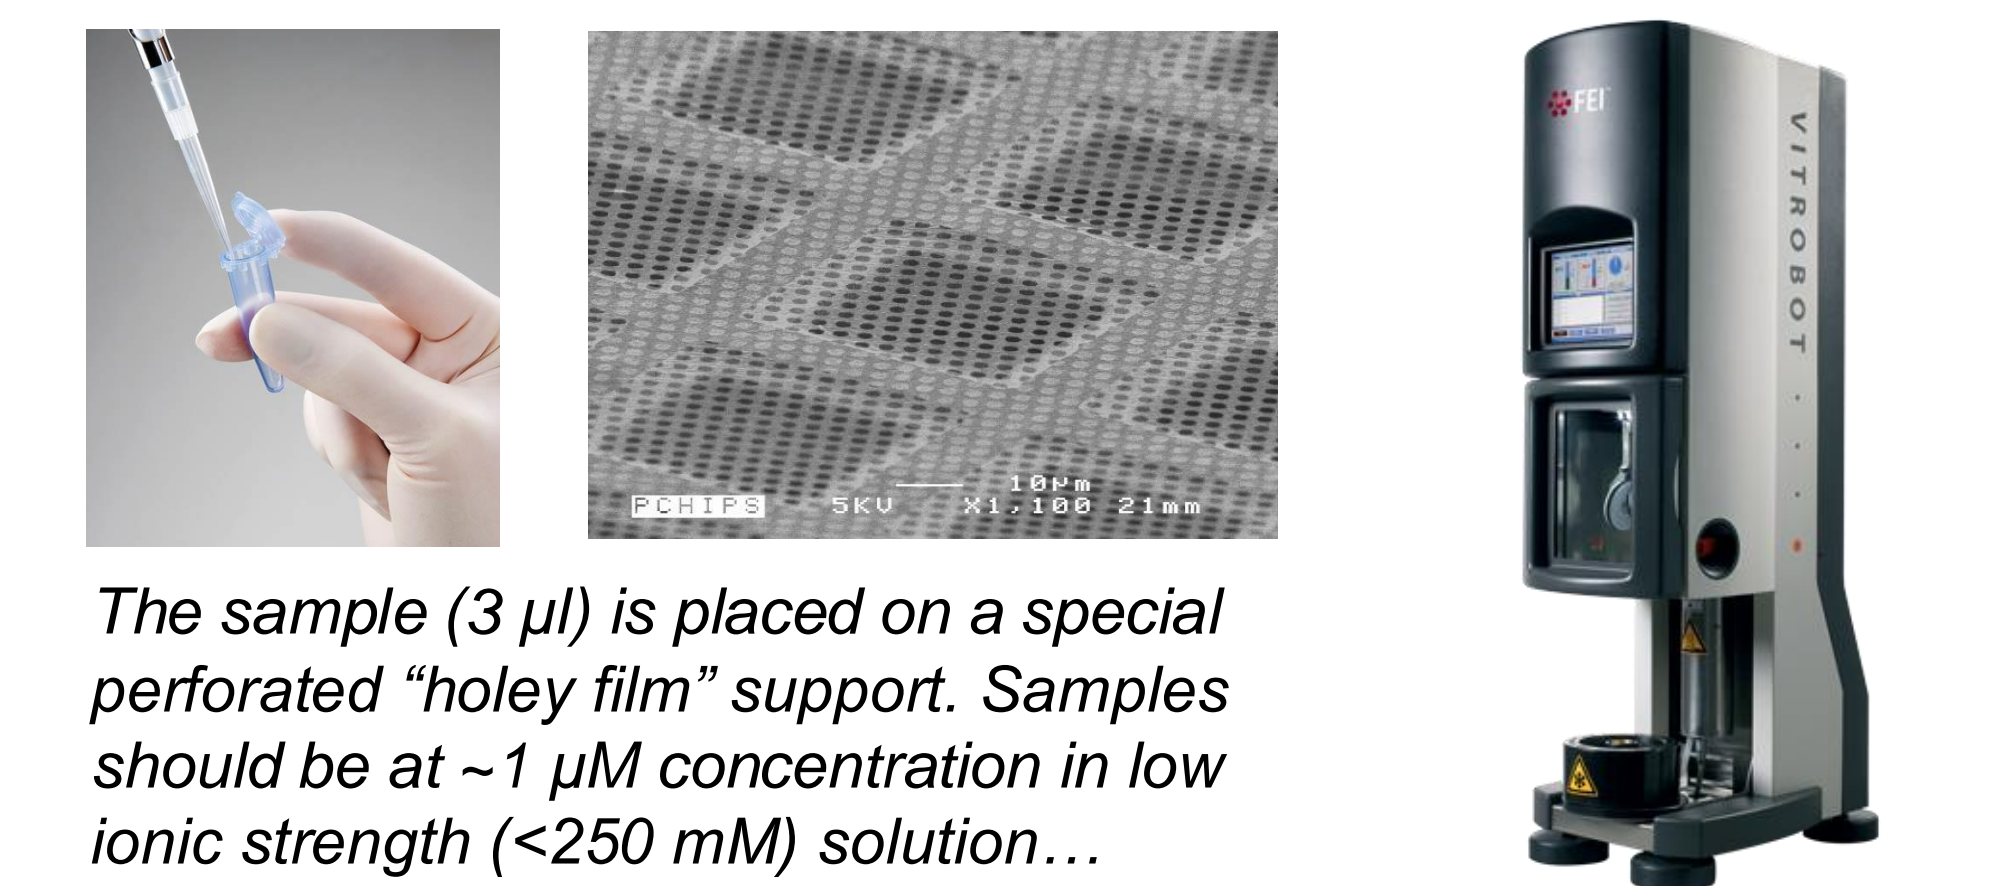 FEI
VITROBOT
PCHIPS 5KV X1,100 10µm 21mm
The sample (3 µl) is placed on a special
perforated “holey film” support. Samples
should be at ~1 µM concentration in low
ionic strength (<250 mM) solution…